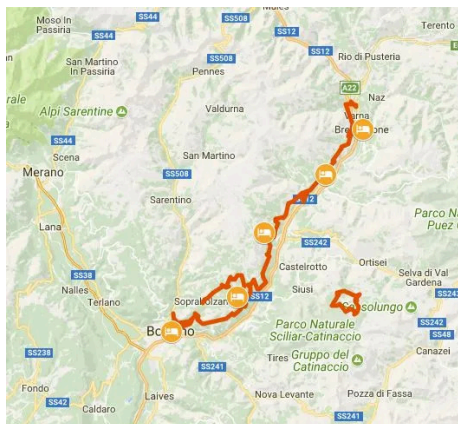 Moso In
Passiria
SS44
SS44
SS508
Mules
SS12
SS12
Terento
San Martino
In Passiria
SS508
Pennes
Rio di Pusteria
A22
Naz
Varna
Alpi Sarentine
Valdurna
SS44
Scena
Merano
San Martino
SS508
Sarentino
SS12
Parco N
Puez O
Lana
SS242
Ortisei
Castelrotto
Selva di Val
Gardena
SS38
Nalles
Terlano
Soprabolzano
SS12
Siusi
SS242
SS242
SS48
Parco Naturale
Sciliar-Catinaccio
Canazei
SS238
Tires
Gruppo del
Catinaccio
SS241
Fondo
SS42
Caldaro
Laives
Nova Levante
Pozza di Fassa
SS241